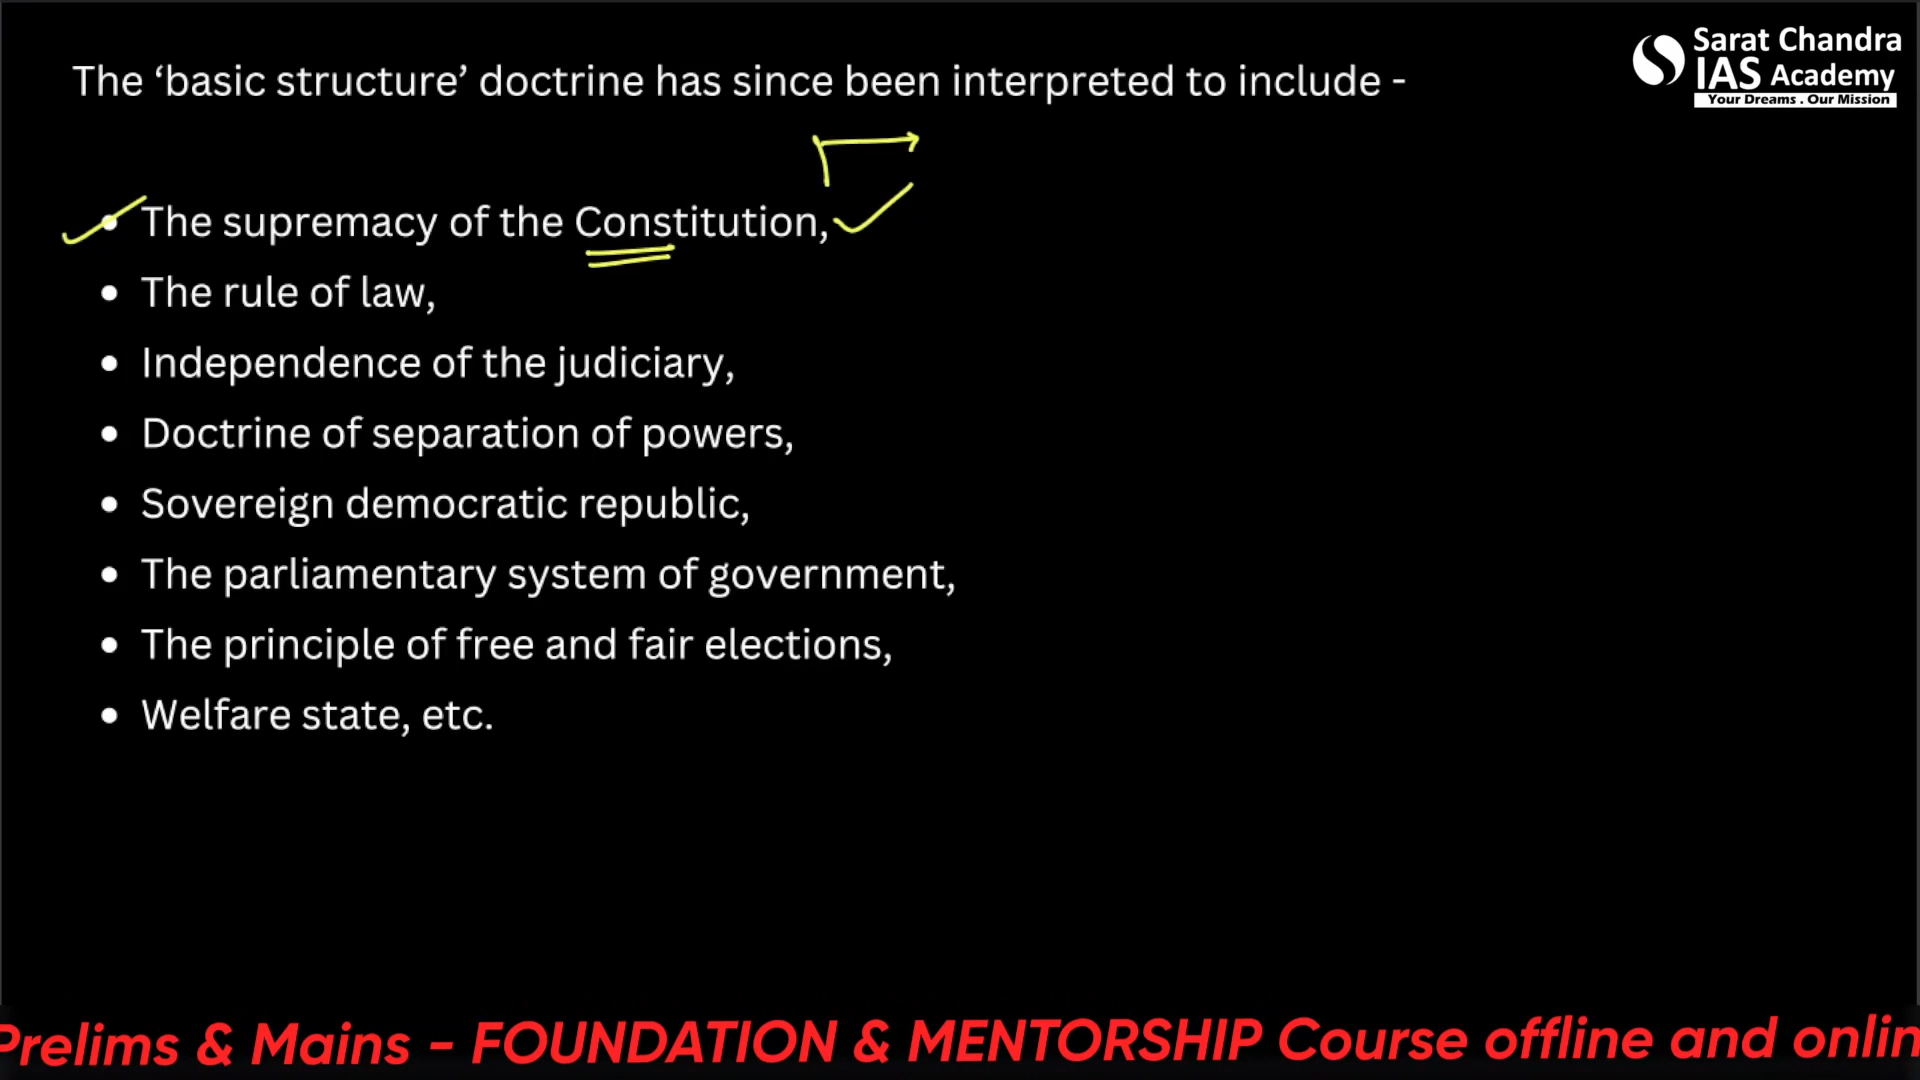 Sarat Chandra
IAS Academy
Your Dreams . Our Mission
The ‘basic structure’ doctrine has since been interpreted to include -
• The supremacy of the Constitution,
• The rule of law,
• Independence of the judiciary,
• Doctrine of separation of powers,
• Sovereign democratic republic,
• The parliamentary system of government,
• The principle of free and fair elections,
• Welfare state, etc.
Prelims & Mains - FOUNDATION & MENTORSHIP Course offline and onlin